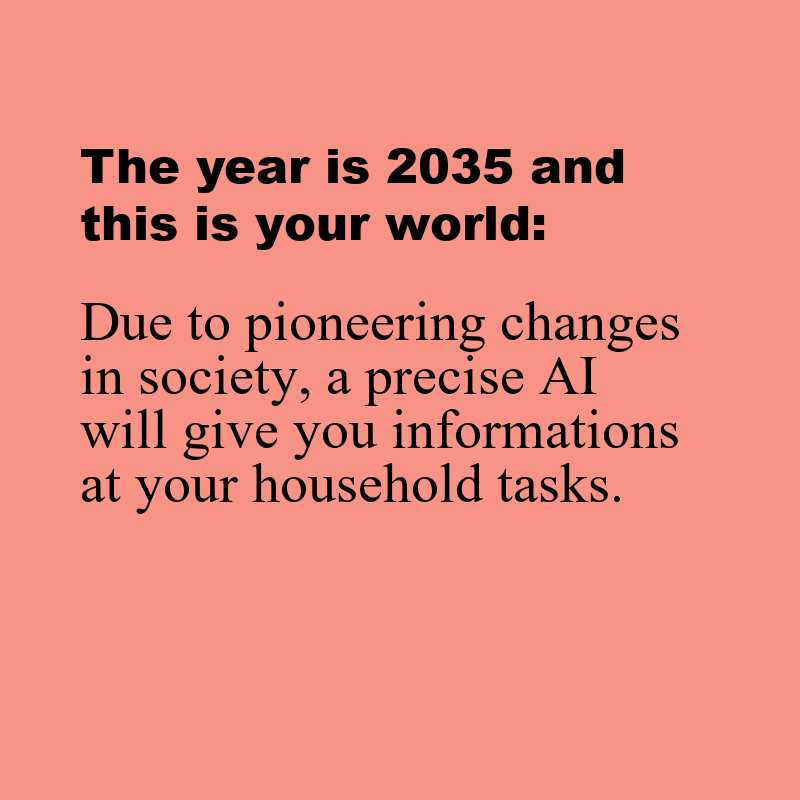 The year is 2035 and
this is your world:
Due to pioneering changes
in society, a precise AI
will give you informations
at your household tasks.